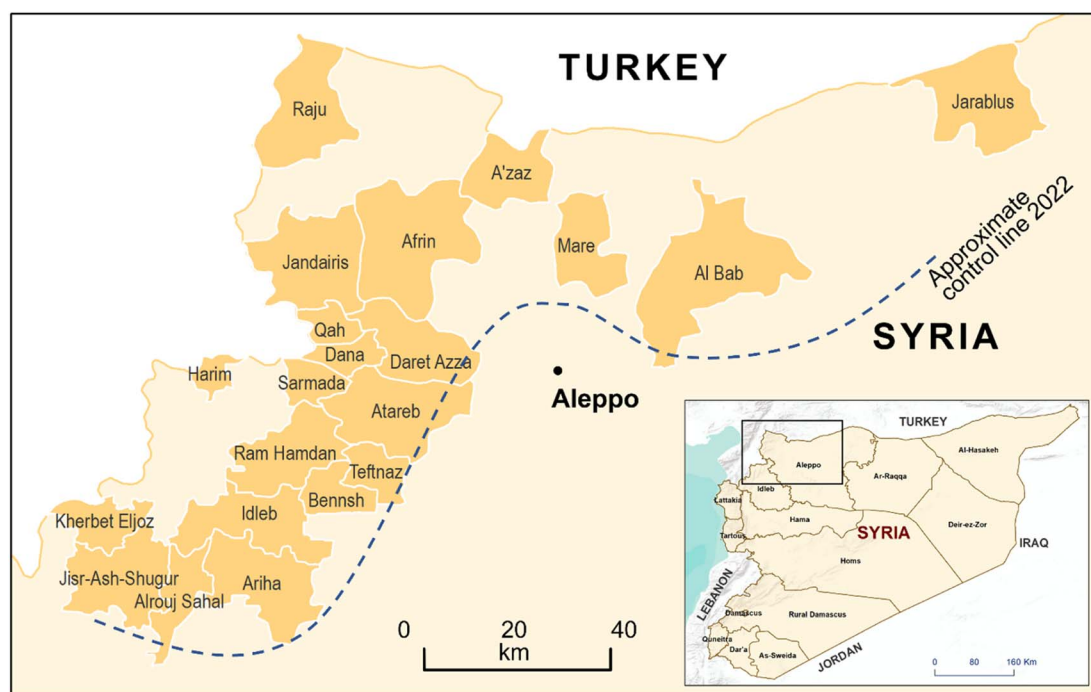 TURKEY
Raju
Jarablus
A'zaz
Afrin
Mare
Jandairis
Al Bab
Approximate
control line 2022
Qah
Dana
Daret Azza
SYRIA
Harim
Sarmada
Aleppo
Atareb
Ram Hamdan
Teftnaz
Bennsh
Idleb
Kherbet Eljoz
Jisr-Ash-Shugur
Ariha
Alrouj Sahal
0 20 40
km
TURKEY
Al-Hasakeh
Aleppo
Ar-Raqqa
Idleb
Lattakia
Hama
Deir-ez-Zor
SYRIA
Tartous
IRAQ
Homs
LEBANON
Damascus
Rural Damascus
Quneitra
Dar'a
As-Sweida
JORDAN
0 80 160 KM